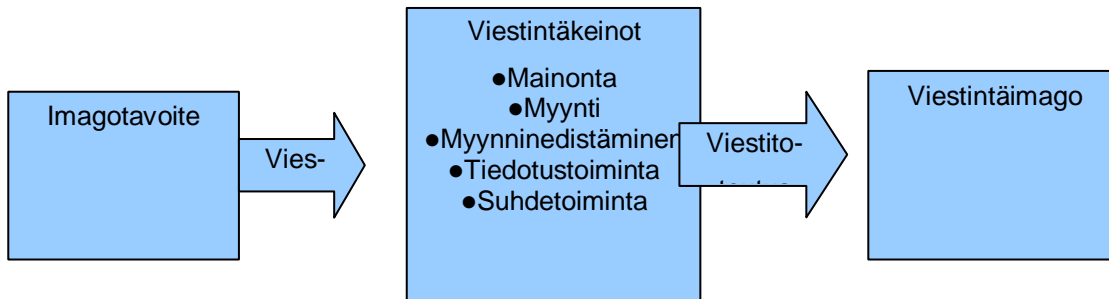 Imagotavoite
Vies-
Viestintäkeinot
●Mainonta
●Myynti
●Myynninedistäminen
●Tiedotustoiminta
●Suhdetoiminta
Viestito-
Viestintäimago